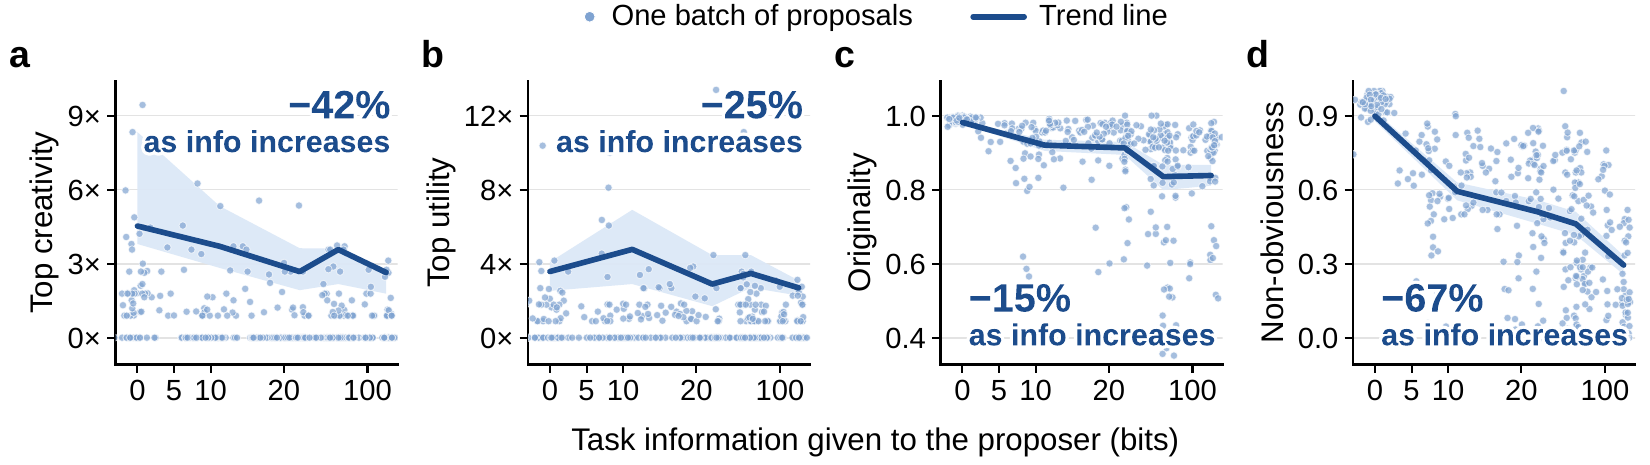 One batch of proposals
Trend line
a
Top creativity
9×
6×
3×
0×
−42%
as info increases
0 5 10 20 100
b
Top utility
12×
8×
4×
0×
−25%
as info increases
0 5 10 20 100
c
Originality
1.0
0.8
0.6
0.4
−15%
as info increases
0 5 10 20 100
d
Non-obviousness
0.9
0.6
0.3
0.0
−67%
as info increases
0 5 10 20 100
Task information given to the proposer (bits)